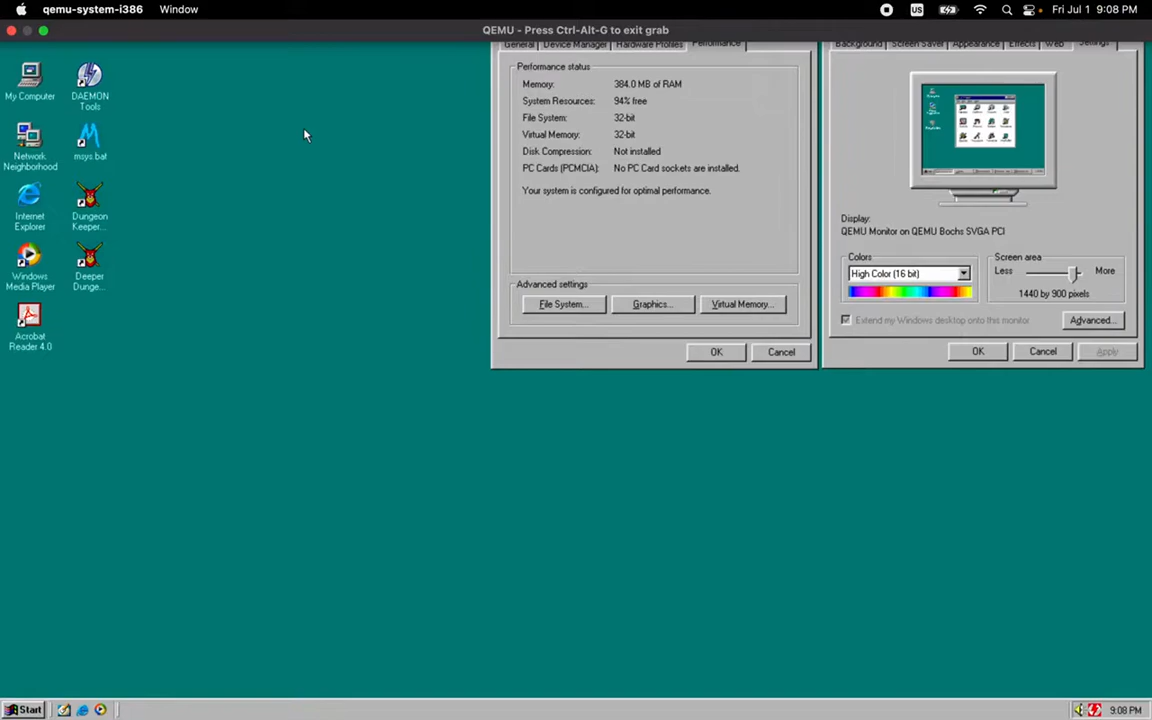 qemu-system-i386 Window
US
Fri Jul 1 9:08 PM
QEMU - Press Ctrl-Alt-G to exit grab
General Device Manager Hardware Profiles Performance
Background Screen Saver Appearance Effects Web Settings
My Computer
DAEMON Tools
Network Neighborhood
msys.bat
Internet Explorer
Dungeon Keeper...
Windows Media Player
Deeper Dunge...
Acrobat Reader 4.0
Performance status
Memory: 384.0 MB of RAM
System Resources: 94% free
File System: 32-bit
Virtual Memory: 32-bit
Disk Compression: Not installed
PC Cards (PCMCIA): No PC Card sockets are installed.
Your system is configured for optimal performance.
Advanced settings
File System... Graphics... Virtual Memory...
OK Cancel
Display:
QEMU Monitor on QEMU Bochs SVGA PCI
Colors
High Color (16 bit)
Screen area
Less More
1440 by 900 pixels
Extend my Windows desktop onto this monitor.
Advanced...
OK Cancel Apply
Start
9:08 PM